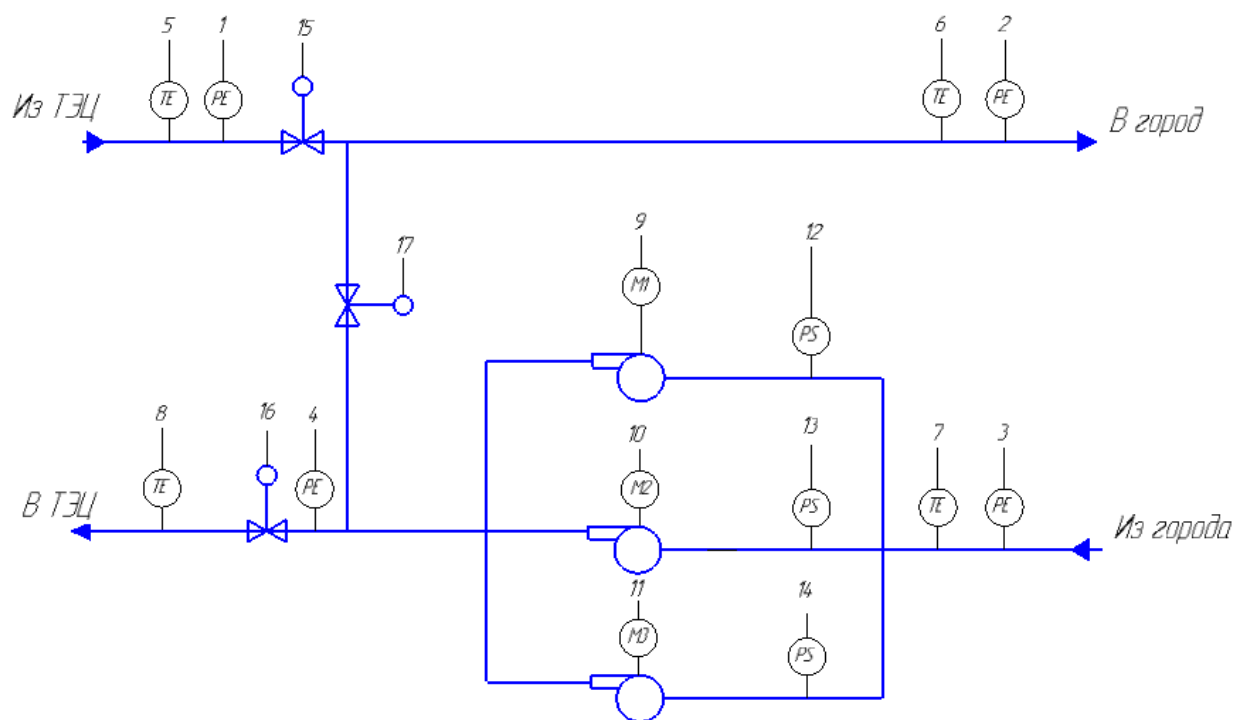 5 1 15 6 2
TE PE TE PE
Из ТЭЦ В город
9 12
17
M1
PS
8 16 4 10 13 7 3
TE PE M2 PS TE PE
В ТЭЦ Из города
11 14
M3 PS